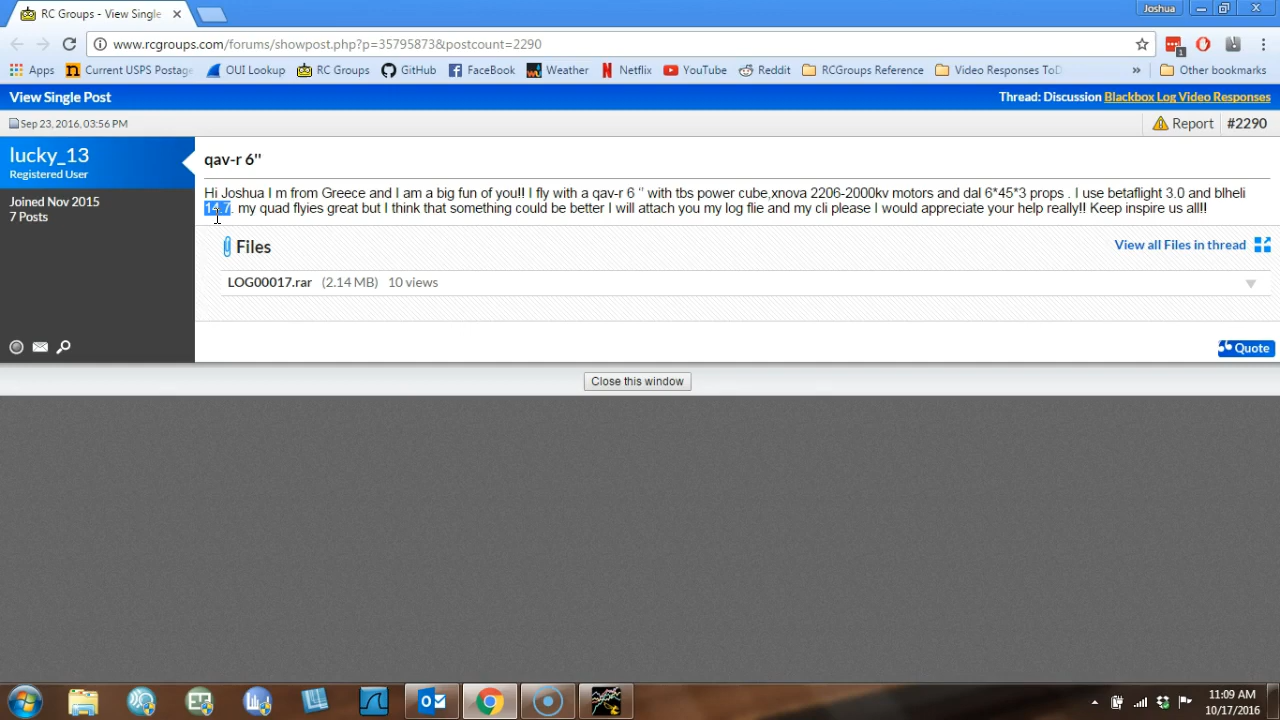 RC Groups - View Single
Joshua
www.rcgroups.com/forums/showpost.php?p=35795873&postcount=2290
1
Apps Current USPS Postage OUI Lookup RC Groups GitHub FaceBook Weather Netflix YouTube Reddit RCGroups Reference Video Responses ToD » Other bookmarks
View Single Post Thread: Discussion Blackbox Log Video Responses
Sep 23, 2016, 03:56 PM Report #2290
lucky_13
Registered User
Joined Nov 2015
7 Posts
qav-r 6''
Hi Joshua I m from Greece and I am a big fun of you!! I fly with a qav-r 6 '' with tbs power cube,xnova 2206-2000kv motors and dal 6*45*3 props . I use betaflight 3.0 and blheli
14.7. my quad flyies great but I think that something could be better I will attach you my log flie and my cli please I would appreciate your help really!! Keep inspire us all!!
Files View all Files in thread
LOG00017.rar (2.14 MB) 10 views
Quote
Close this window
11:09 AM
10/17/2016